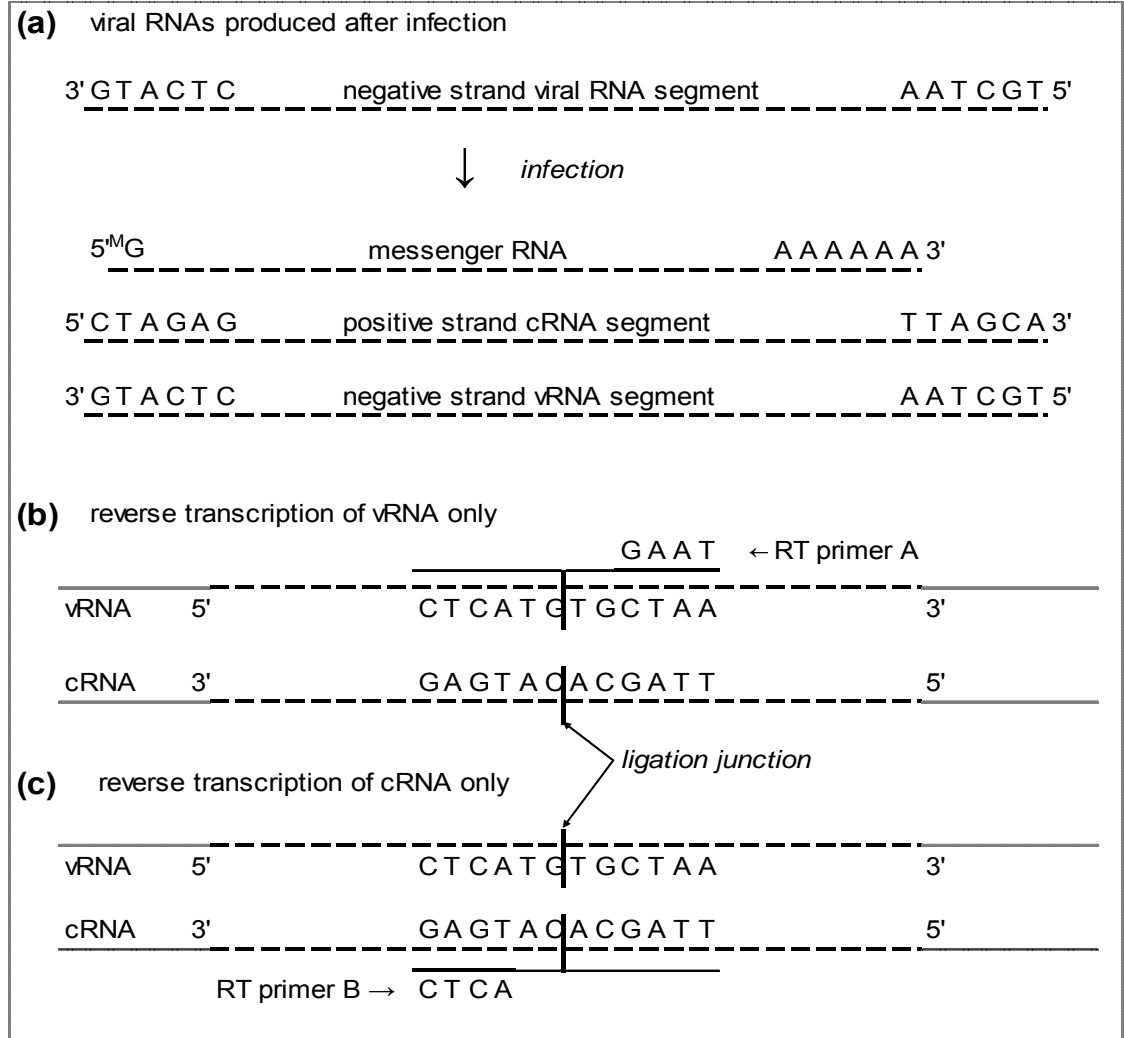 (a) viral RNAs produced after infection
3' G T A C T C negative strand viral RNA segment A A T C G T 5'
↓ infection
5' ᴹG messenger RNA A A A A A A 3'
5' C T A G A G positive strand cRNA segment T T A G C A 3'
3' G T A C T C negative strand vRNA segment A A T C G T 5'
(b) reverse transcription of vRNA only
G A A T ← RT primer A
vRNA 5' C T C A T G T G C T A A 3'
cRNA 3' G A G T A C A C G A T T 5'
ligation junction
(c) reverse transcription of cRNA only
vRNA 5' C T C A T G T G C T A A 3'
cRNA 3' G A G T A C A C G A T T 5'
RT primer B → C T C A